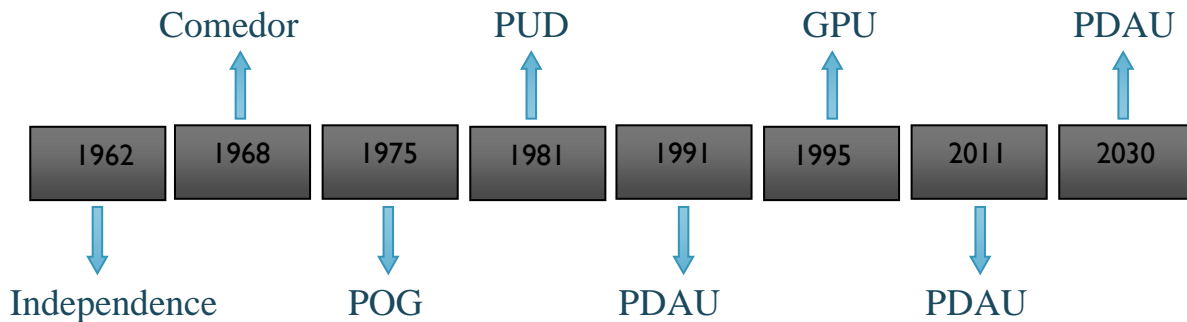 Comedor PUD GPU PDAU
1962 1968 1975 1981 1991 1995 2011 2030
Independence POG PDAU PDAU